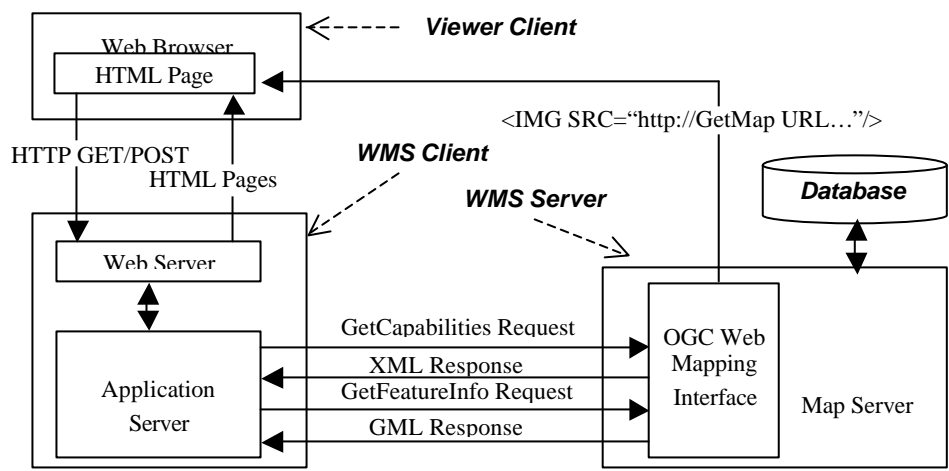 Viewer Client
Web Browser
HTML Page
<IMG SRC=“http://GetMap URL…”/>
HTTP GET/POST
WMS Client
HTML Pages
WMS Server
Database
Web Server
GetCapabilities Request
XML Response
GetFeatureInfo Request
GML Response
Application
Server
OGC Web
Mapping
Interface
Map Server